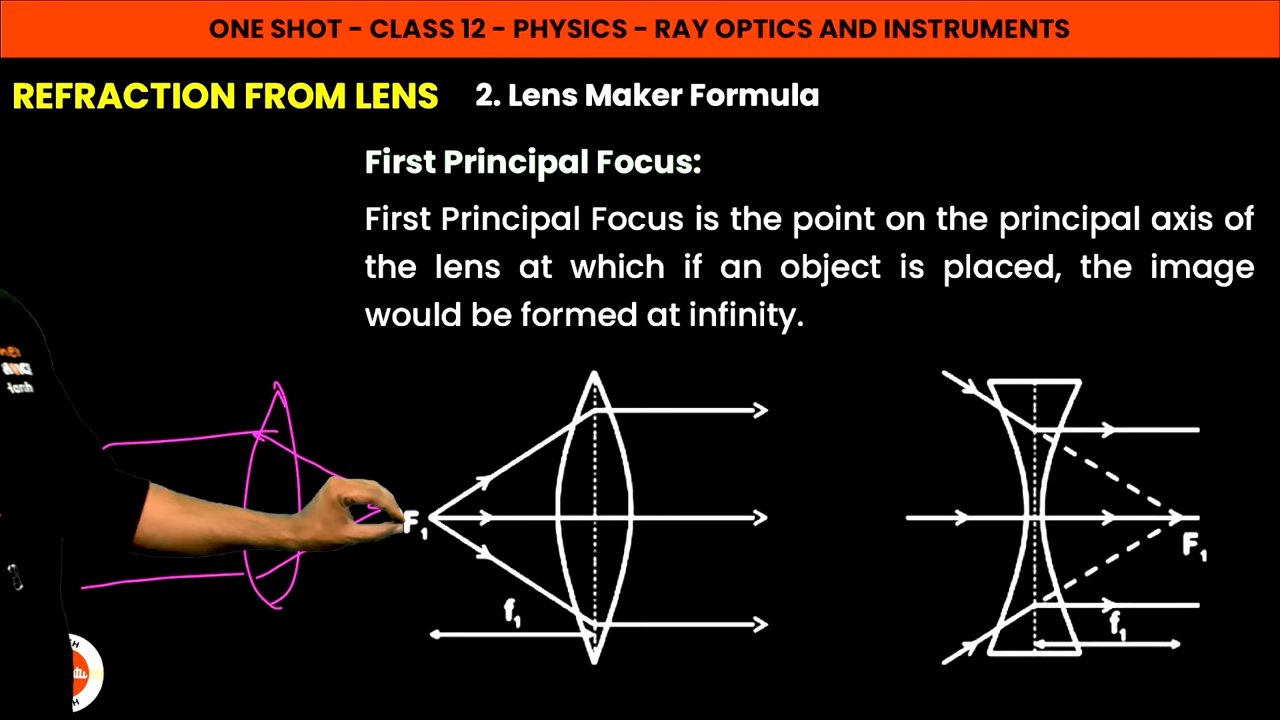 ONE SHOT - CLASS 12 - PHYSICS - RAY OPTICS AND INSTRUMENTS
REFRACTION FROM LENS
2. Lens Maker Formula
First Principal Focus:
First Principal Focus is the point on the principal axis of
the lens at which if an object is placed, the image
would be formed at infinity.
F₁
f₁
F₁
f₁